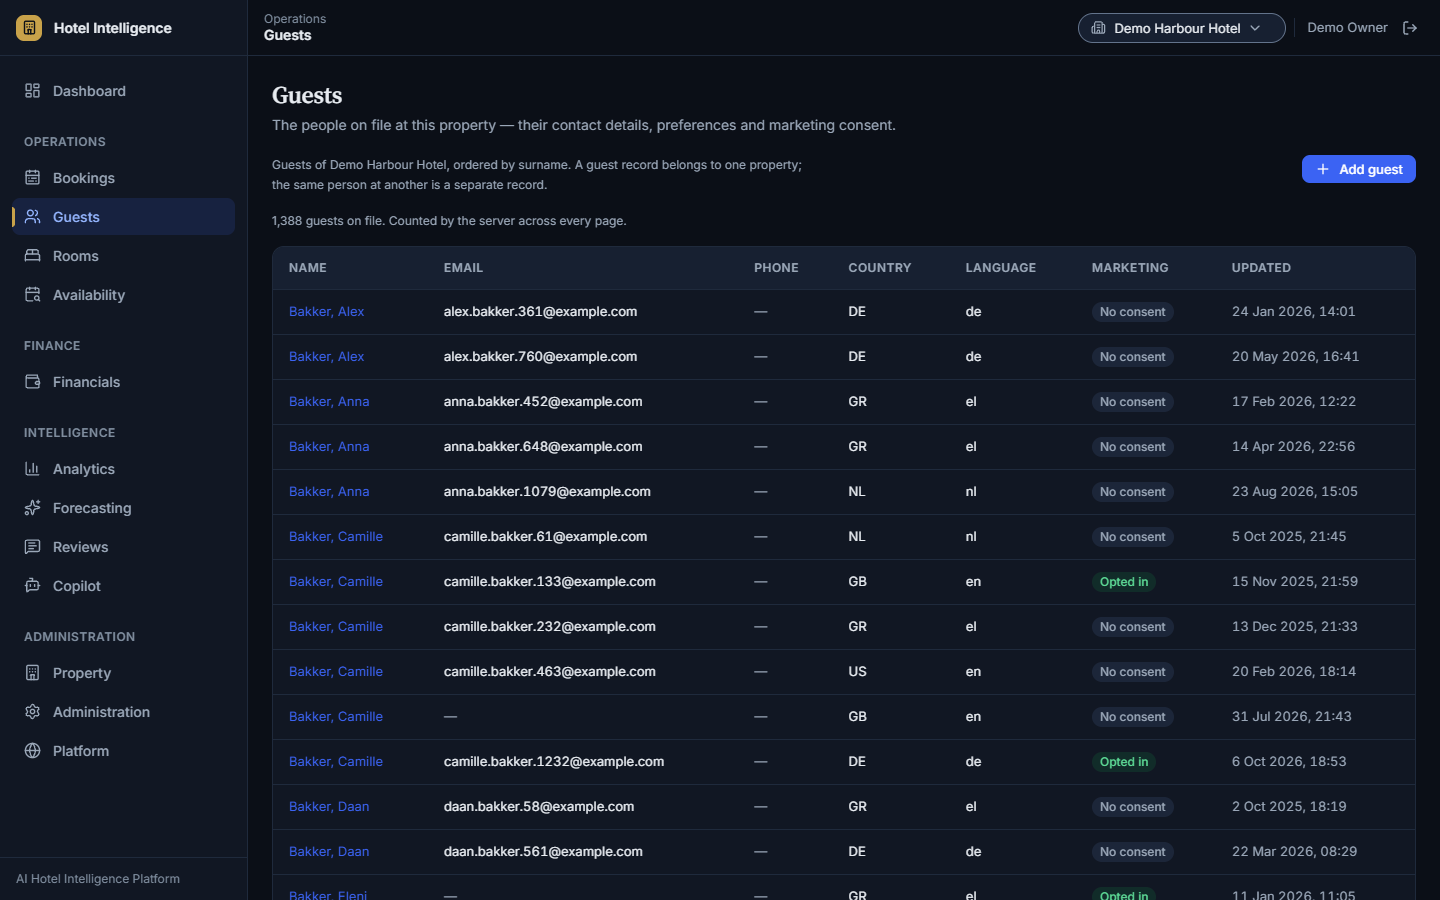 Hotel Intelligence
Operations
Guests
Demo Harbour Hotel
Demo Owner
Dashboard
OPERATIONS
Bookings
Guests
Rooms
Availability
FINANCE
Financials
INTELLIGENCE
Analytics
Forecasting
Reviews
Copilot
ADMINISTRATION
Property
Administration
Platform
AI Hotel Intelligence Platform
Guests
The people on file at this property — their contact details, preferences and marketing consent.
Guests of Demo Harbour Hotel, ordered by surname. A guest record belongs to one property;
the same person at another is a separate record.
Add guest
1,388 guests on file. Counted by the server across every page.
NAME EMAIL PHONE COUNTRY LANGUAGE MARKETING UPDATED
Bakker, Alex alex.bakker.361@example.com — DE de No consent 24 Jan 2026, 14:01
Bakker, Alex alex.bakker.760@example.com — DE de No consent 20 May 2026, 16:41
Bakker, Anna anna.bakker.452@example.com — GR el No consent 17 Feb 2026, 12:22
Bakker, Anna anna.bakker.648@example.com — GR el No consent 14 Apr 2026, 22:56
Bakker, Anna anna.bakker.1079@example.com — NL nl No consent 23 Aug 2026, 15:05
Bakker, Camille camille.bakker.61@example.com — NL nl No consent 5 Oct 2025, 21:45
Bakker, Camille camille.bakker.133@example.com — GB en Opted in 15 Nov 2025, 21:59
Bakker, Camille camille.bakker.232@example.com — GR el No consent 13 Dec 2025, 21:33
Bakker, Camille camille.bakker.463@example.com — US en No consent 20 Feb 2026, 18:14
Bakker, Camille — — GB en No consent 31 Jul 2026, 21:43
Bakker, Camille camille.bakker.1232@example.com — DE de Opted in 6 Oct 2026, 18:53
Bakker, Daan daan.bakker.58@example.com — GR el No consent 2 Oct 2025, 18:19
Bakker, Daan daan.bakker.561@example.com — DE de No consent 22 Mar 2026, 08:29
Bakker, Eleni — — GR el Opted in 11 Jan 2026, 11:05